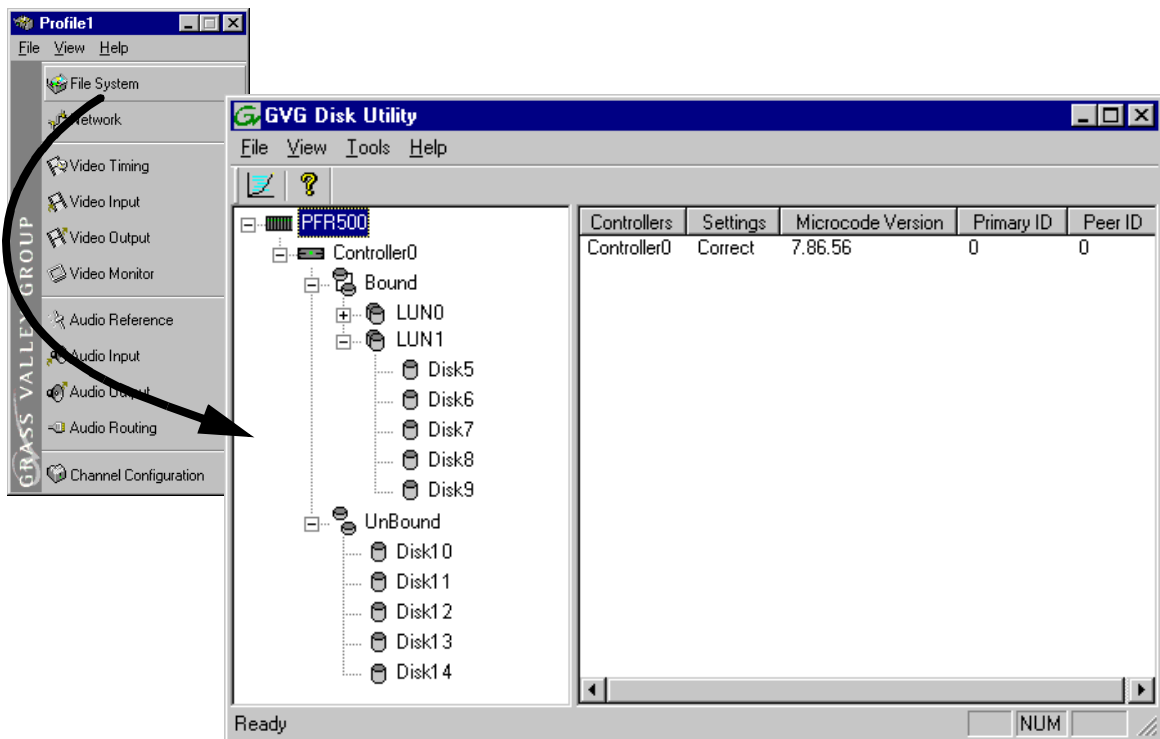 Profile1
File View Help
File System
Network
Video Timing
Video Input
Video Output
Video Monitor
Audio Reference
Audio Input
Audio Output
Audio Routing
Channel Configuration
GRASS VALLEY GROUP
GVG Disk Utility
File View Tools Help
PFR500
Controller0
Bound
LUN0
LUN1
Disk5
Disk6
Disk7
Disk8
Disk9
UnBound
Disk10
Disk11
Disk12
Disk13
Disk14
Controllers Settings Microcode Version Primary ID Peer ID
Controller0 Correct 7.86.56 0 0
Ready
NUM